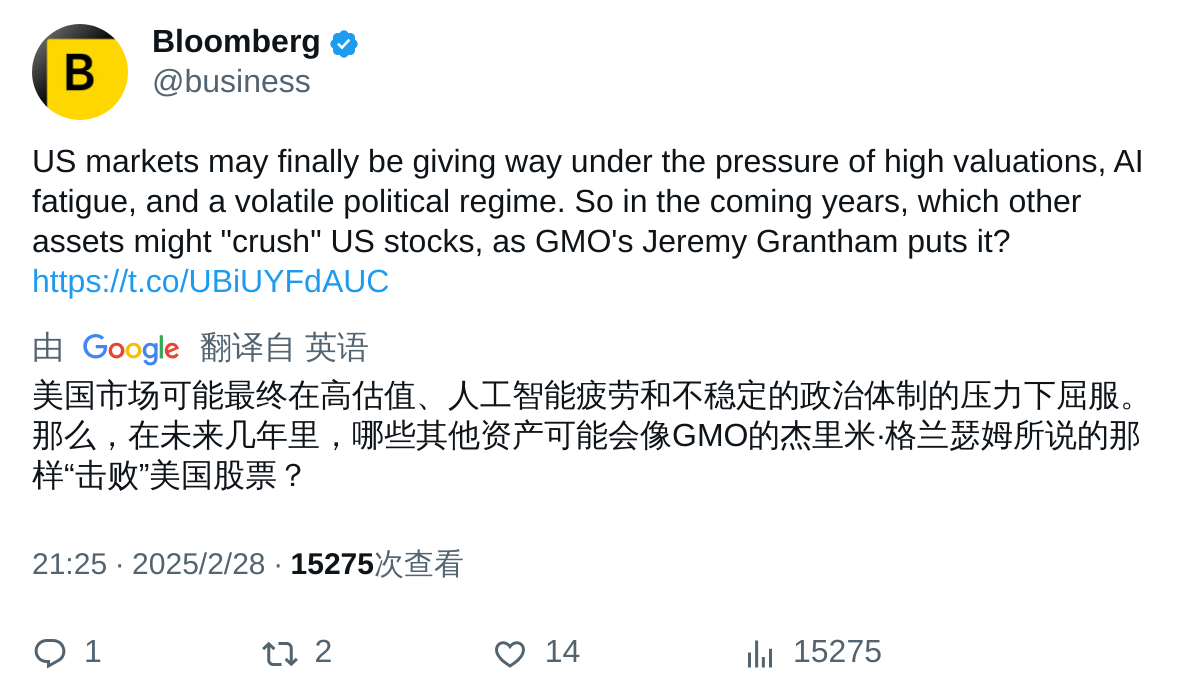 B
Bloomberg
@business
US markets may finally be giving way under the pressure of high valuations, AI
fatigue, and a volatile political regime. So in the coming years, which other
assets might "crush" US stocks, as GMO's Jeremy Grantham puts it?
https://t.co/UBiUYFdAUC
由 Google 翻译自 英语
美国市场可能最终在高估值、人工智能疲劳和不稳定的政治体制的压力下屈服。
那么，在未来几年里，哪些其他资产可能会像GMO的杰里米·格兰瑟姆所说的那
样“击败”美国股票？
21:25 · 2025/2/28 · 15275次查看
1 2 14 15275